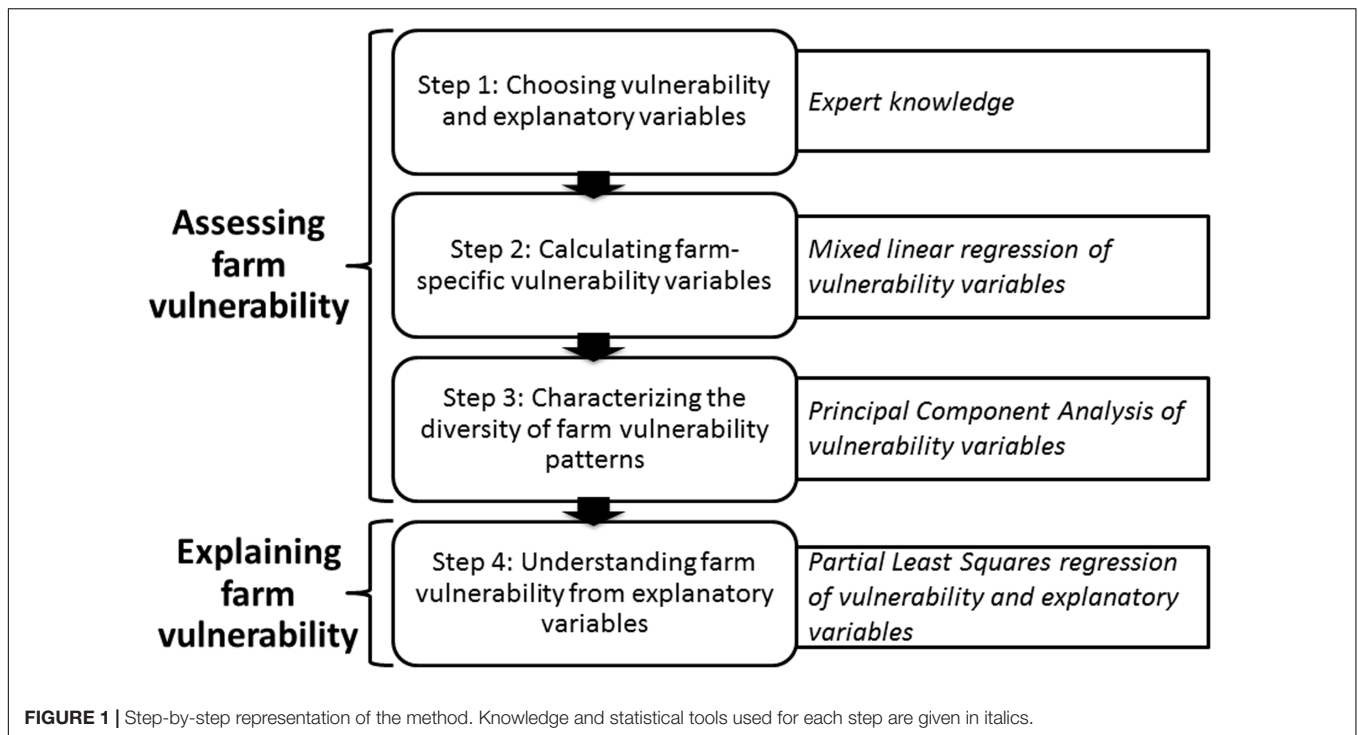 Assessing
farm
vulnerability
Step 1: Choosing vulnerability
and explanatory variables
Expert knowledge
Step 2: Calculating farm-
specific vulnerability variables
Mixed linear regression of
vulnerability variables
Step 3: Characterizing the
diversity of farm vulnerability
patterns
Principal Component Analysis of
vulnerability variables
Explaining
farm
vulnerability
Step 4: Understanding farm
vulnerability from explanatory
variables
Partial Least Squares regression
of vulnerability and explanatory
variables
FIGURE 1 | Step-by-step representation of the method. Knowledge and statistical tools used for each step are given in italics.